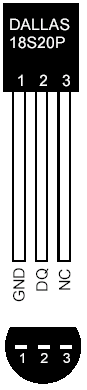 DALLAS
18S20P
1 2 3
GND
DQ
NC
1 2 3